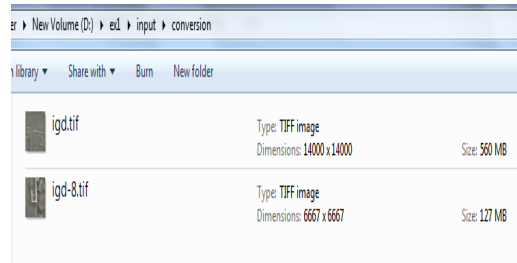 er ▸ New Volume (D:) ▸ ex1 ▸ input ▸ conversion
library ▾ Share with ▾ Burn New folder
igd.tif Type: TIFF image
Dimensions: 14000 x 14000 Size: 560 MB
igd-8.tif Type: TIFF image
Dimensions: 6667 x 6667 Size: 127 MB